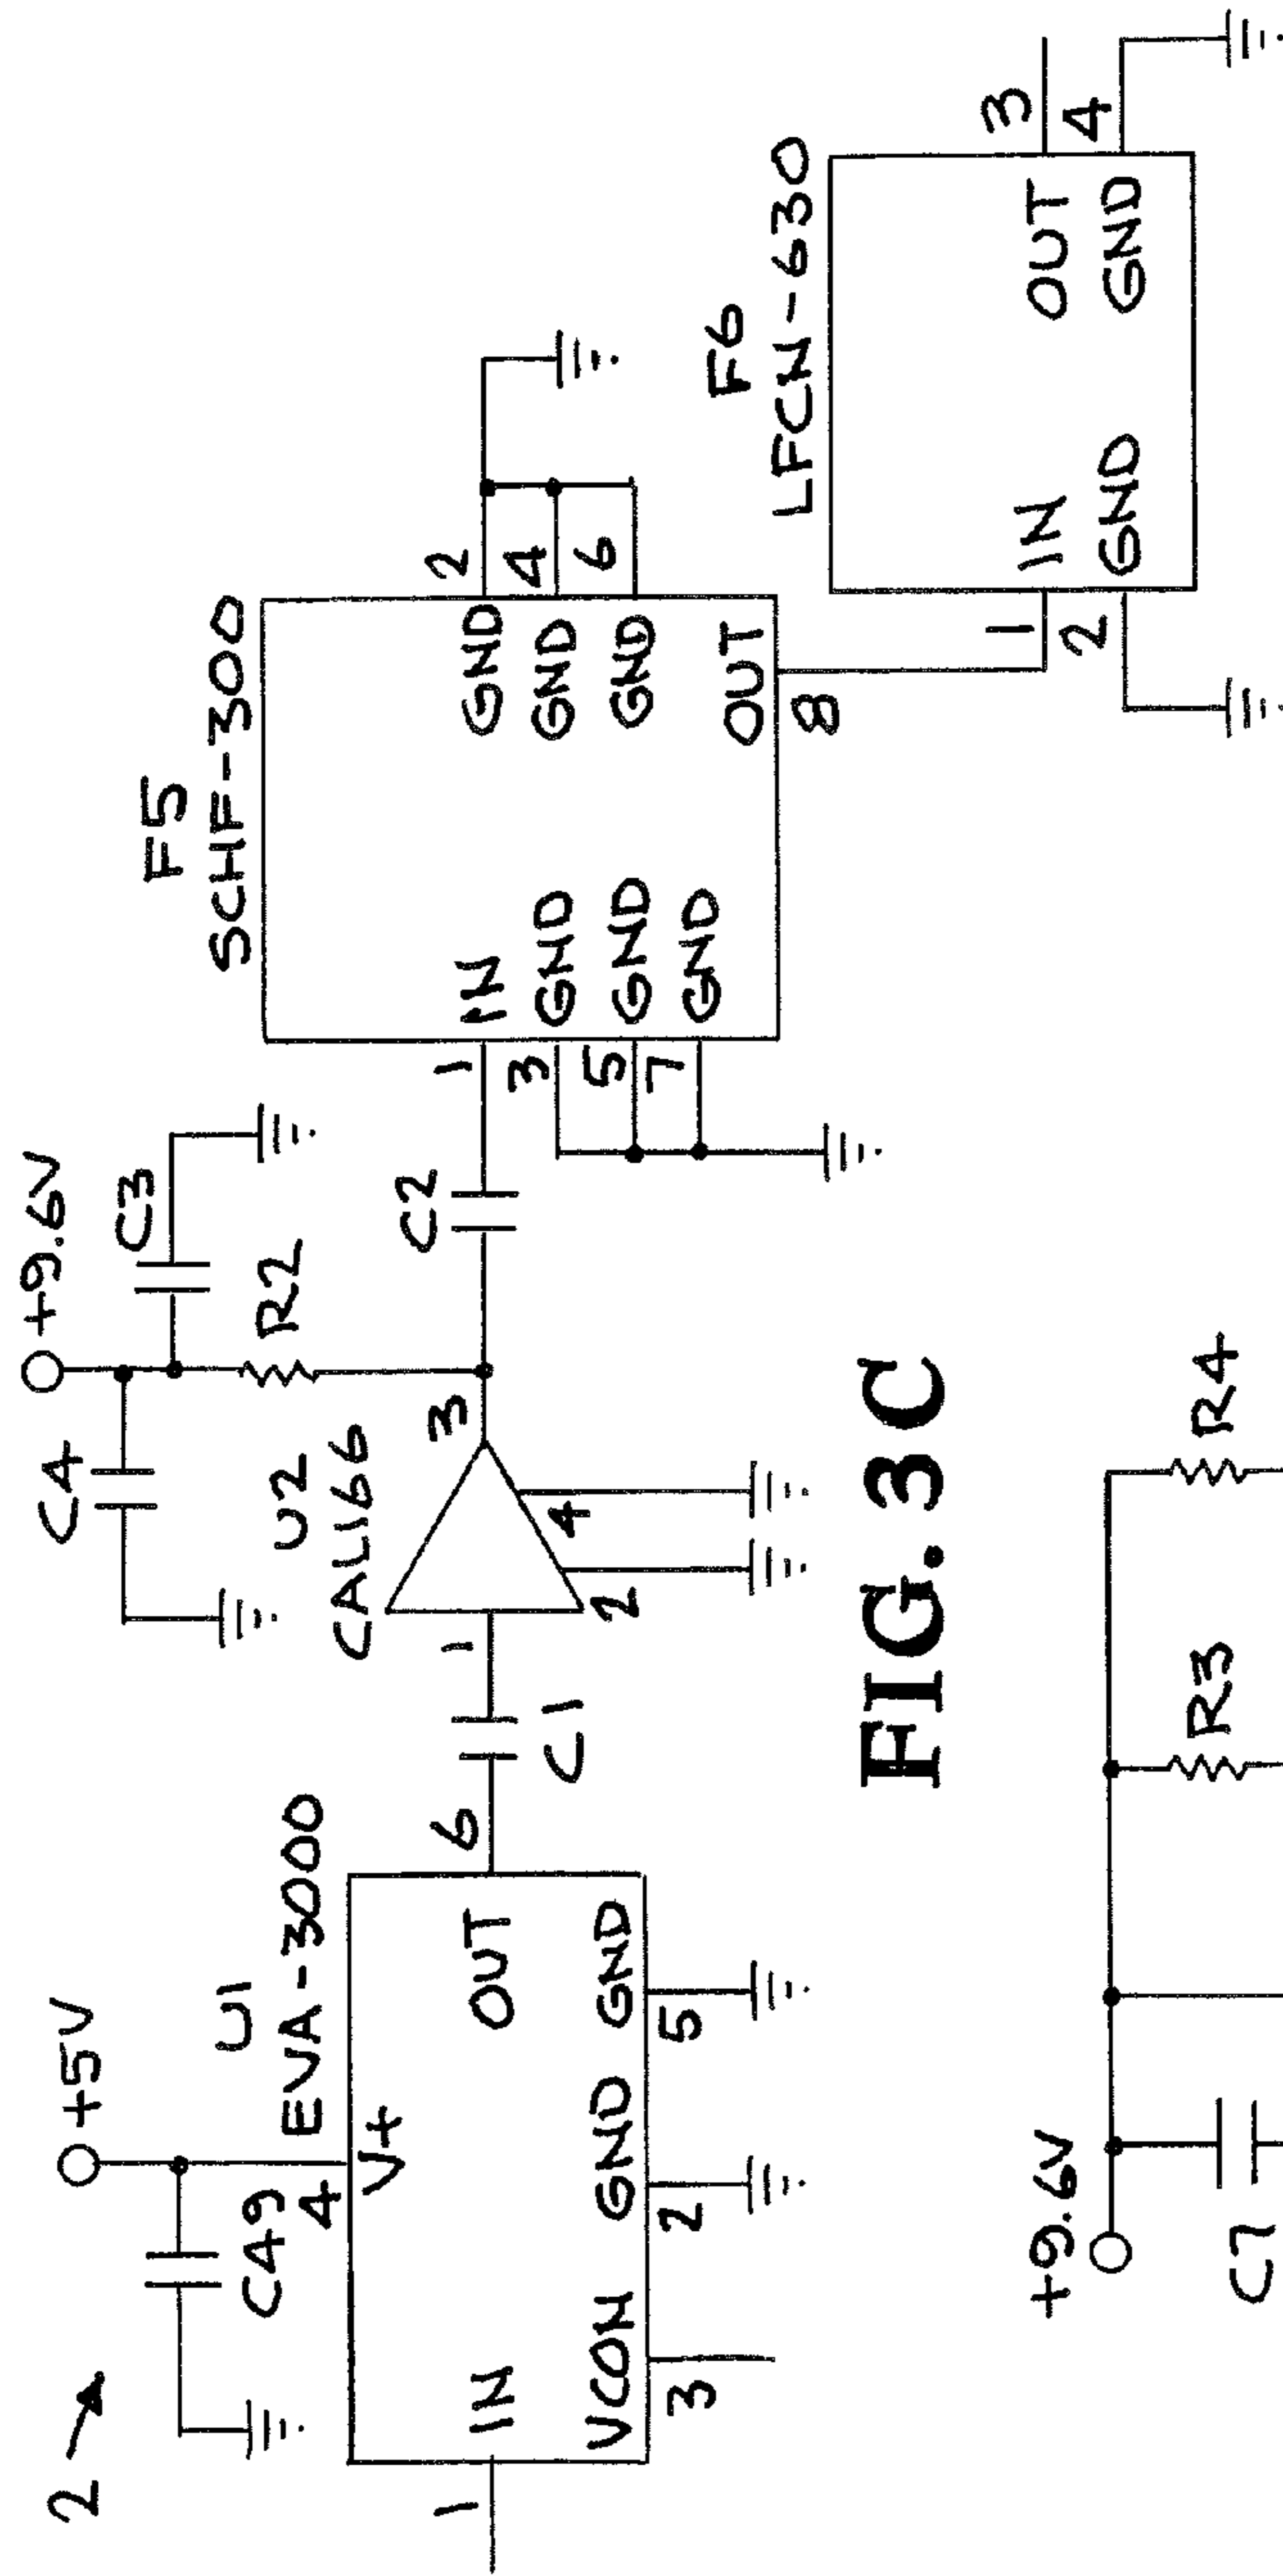 2
+5V
C49
4
U1
EVA-3000
V+
IN
OUT
VCON
GND
GND
1
3
2
5
6
C1
+9.6V
C4
C3
R2
U2
CAL166
1
2
4
3
C2
F5
SCHF-300
1
IN
3
GND
5
GND
7
GND
GND
2
GND
4
GND
6
OUT
8
F6
LFCN-630
1
IN
2
GND
OUT
3
GND
4
FIG. 3C
+9.6V
C7
R3
R4